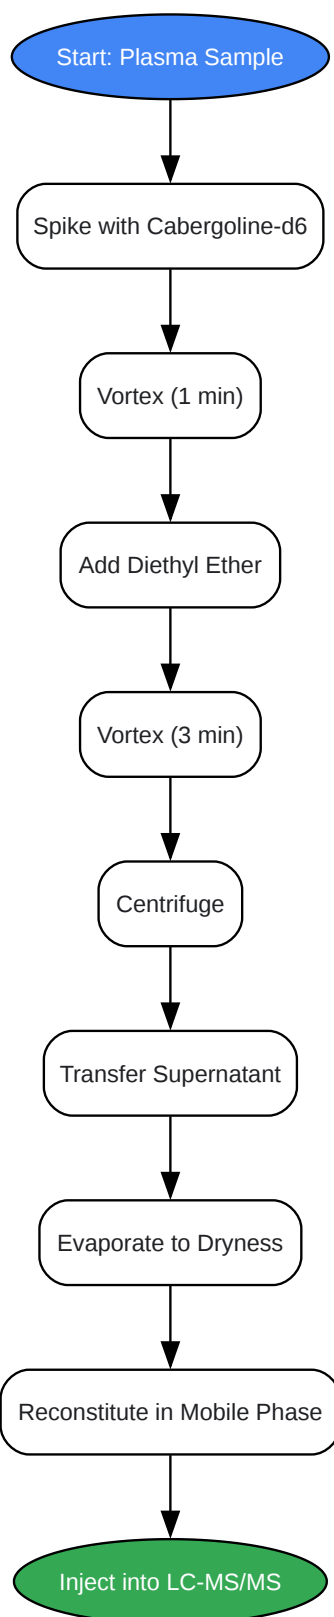 Start: Plasma Sample
Spike with Cabergoline-d6
Vortex (1 min)
Add Diethyl Ether
Vortex (3 min)
Centrifuge
Transfer Supernatant
Evaporate to Dryness
Reconstitute in Mobile Phase
Inject into LC-MS/MS